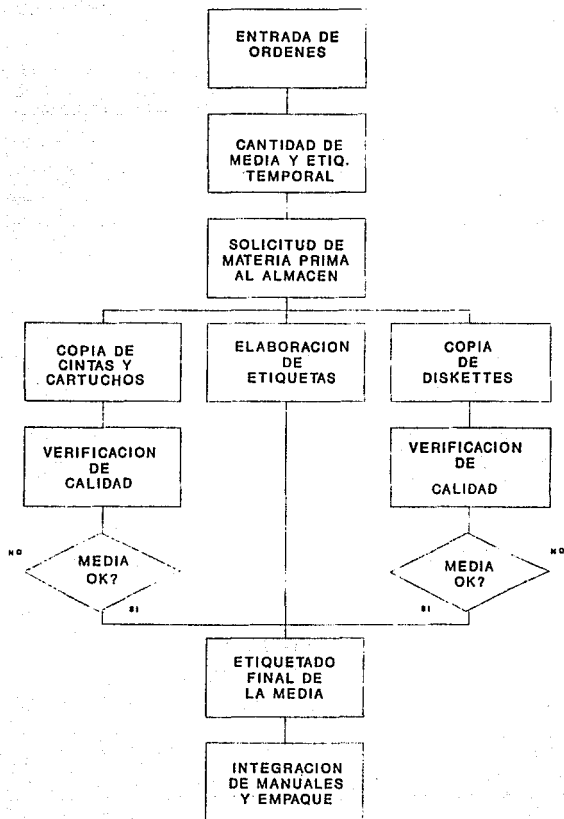 ENTRADA DE
ORDENES
CANTIDAD DE
MEDIA Y ETIQ.
TEMPORAL
SOLICITUD DE
MATERIA PRIMA
AL ALMACEN
COPIA DE
CINTAS Y
CARTUCHOS
ELABORACION
DE
ETIQUETAS
COPIA
DE
DISKETTES
VERIFICACION
DE
CALIDAD
VERIFICACION
DE
CALIDAD
NO
MEDIA
OK?
SI
MEDIA
OK?
NO
SI
ETIQUETADO
FINAL DE
LA MEDIA
INTEGRACION
DE MANUALES
Y EMPAQUE